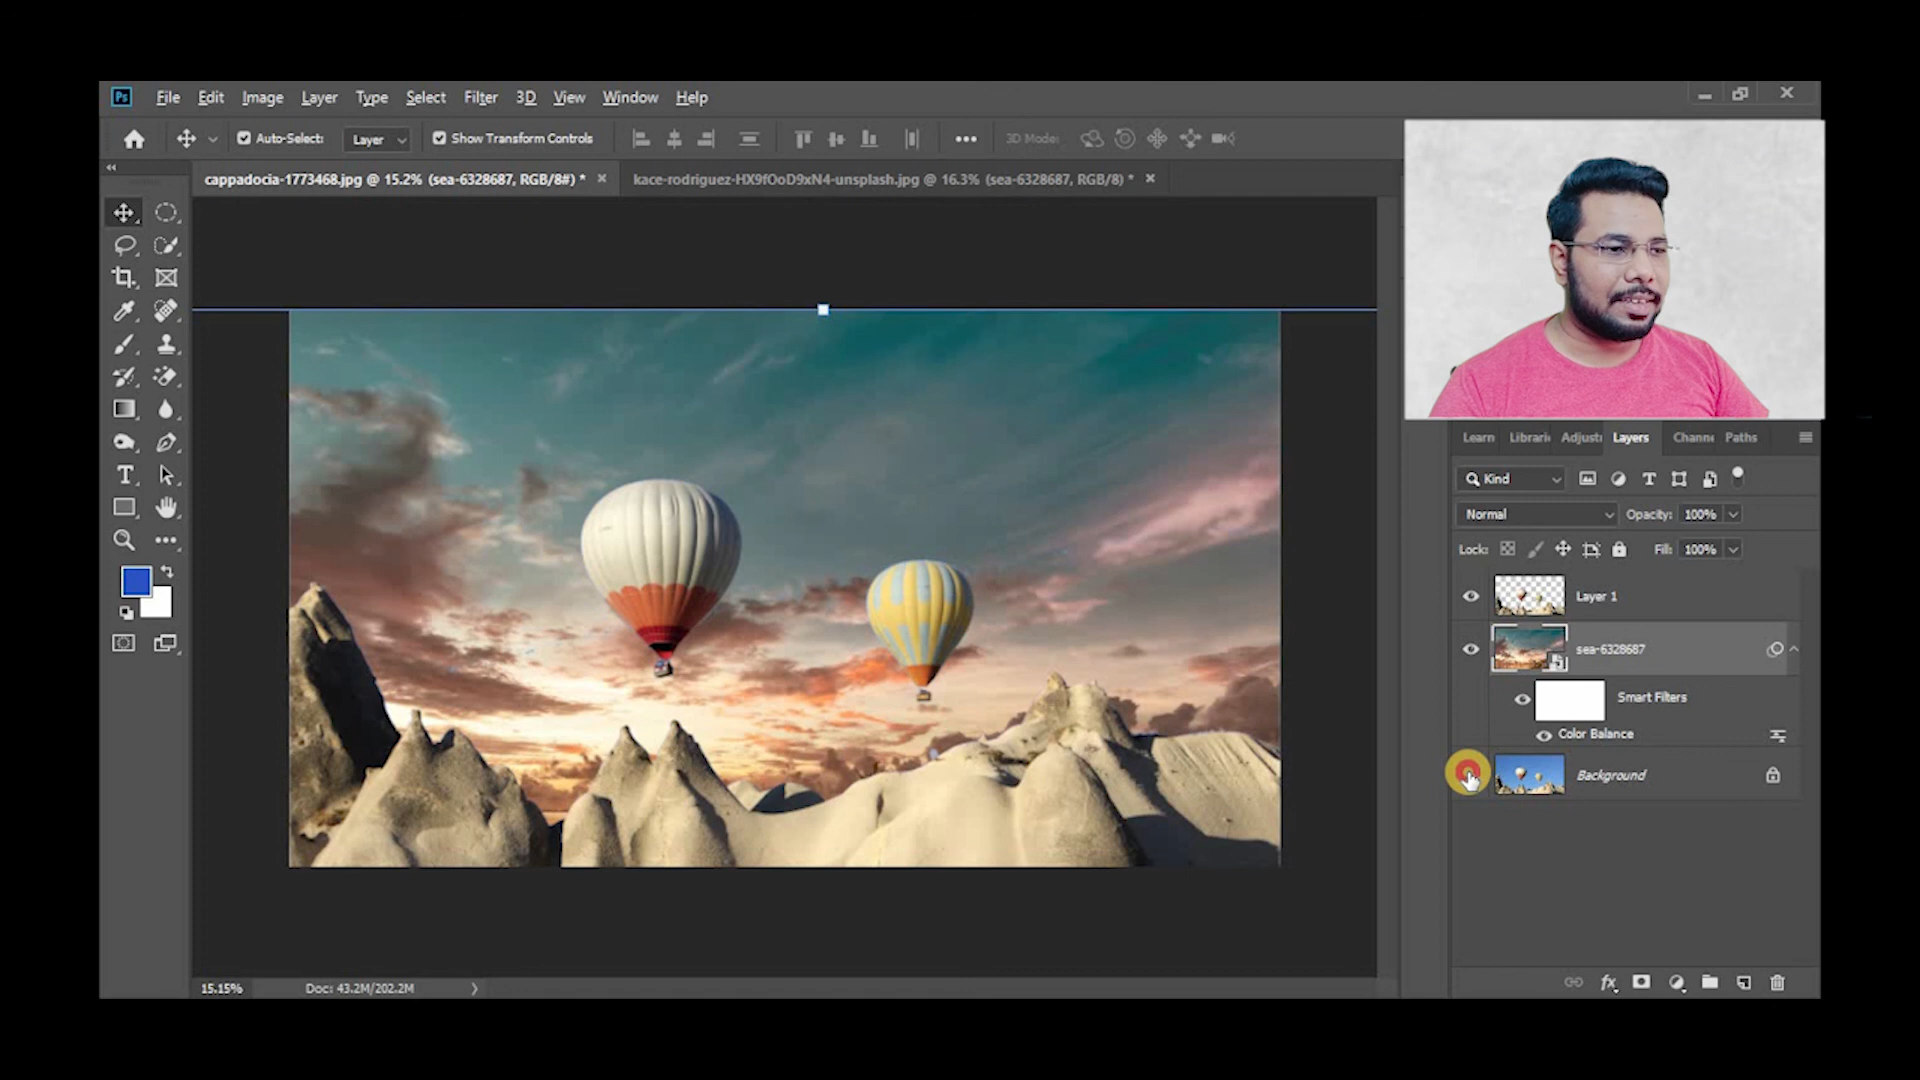 Ps File Edit Image Layer Type Select Filter 3D View Window Help
Auto-Select: Layer Show Transform Controls 3D Mode:
cappadocia-1773468.jpg @ 15.2% (sea-6328687, RGB/8#) * kace-rodriguez-HX9fOoD9xN4-unsplash.jpg @ 16.3% (sea-6328687, RGB/8) *
Learn Librari Adjust Layers Chann Paths
Kind
Normal Opacity: 100%
Lock: Fill: 100%
Layer 1
sea-6328687
Smart Filters
Color Balance
Background
15.15% Doc: 43.2M/202.2M
fx